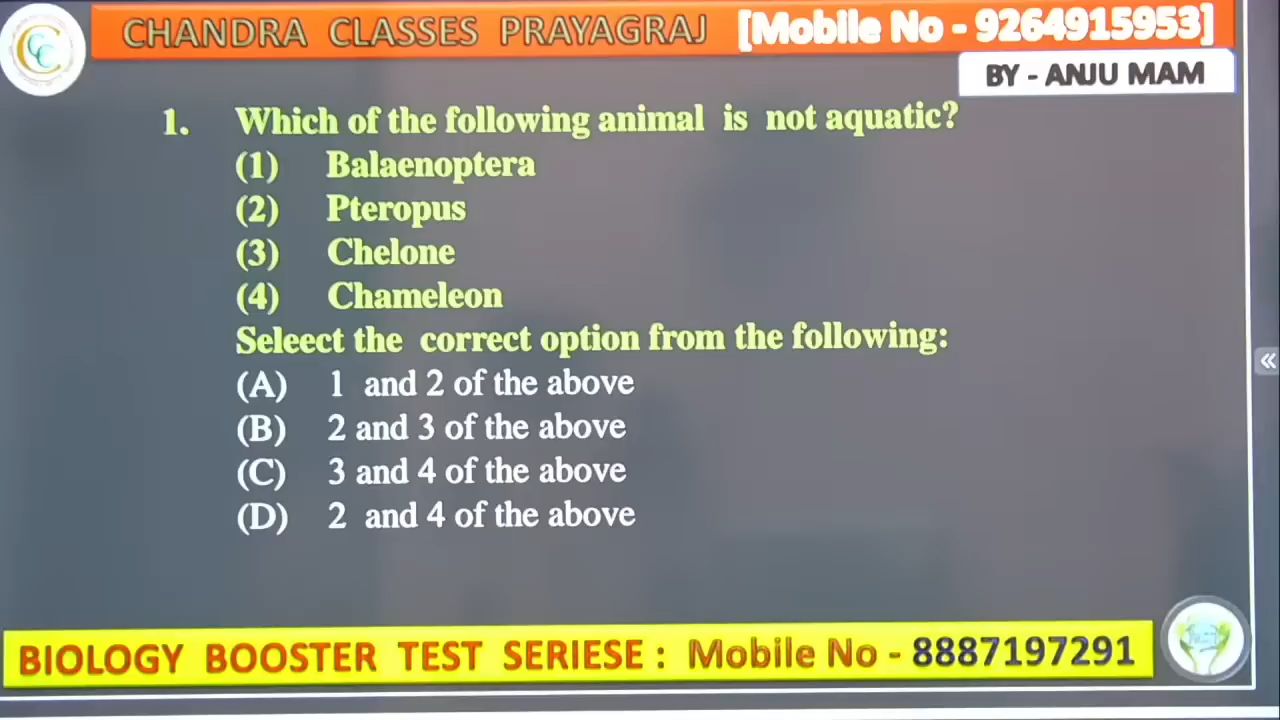 CHANDRA CLASSES PRAYAGRAJ [Mobile No - 9264915953]
BY - ANJU MAM
1. Which of the following animal is not aquatic?
(1) Balaenoptera
(2) Pteropus
(3) Chelone
(4) Chameleon
Seleect the correct option from the following:
(A) 1 and 2 of the above
(B) 2 and 3 of the above
(C) 3 and 4 of the above
(D) 2 and 4 of the above
BIOLOGY BOOSTER TEST SERIESE : Mobile No - 8887197291